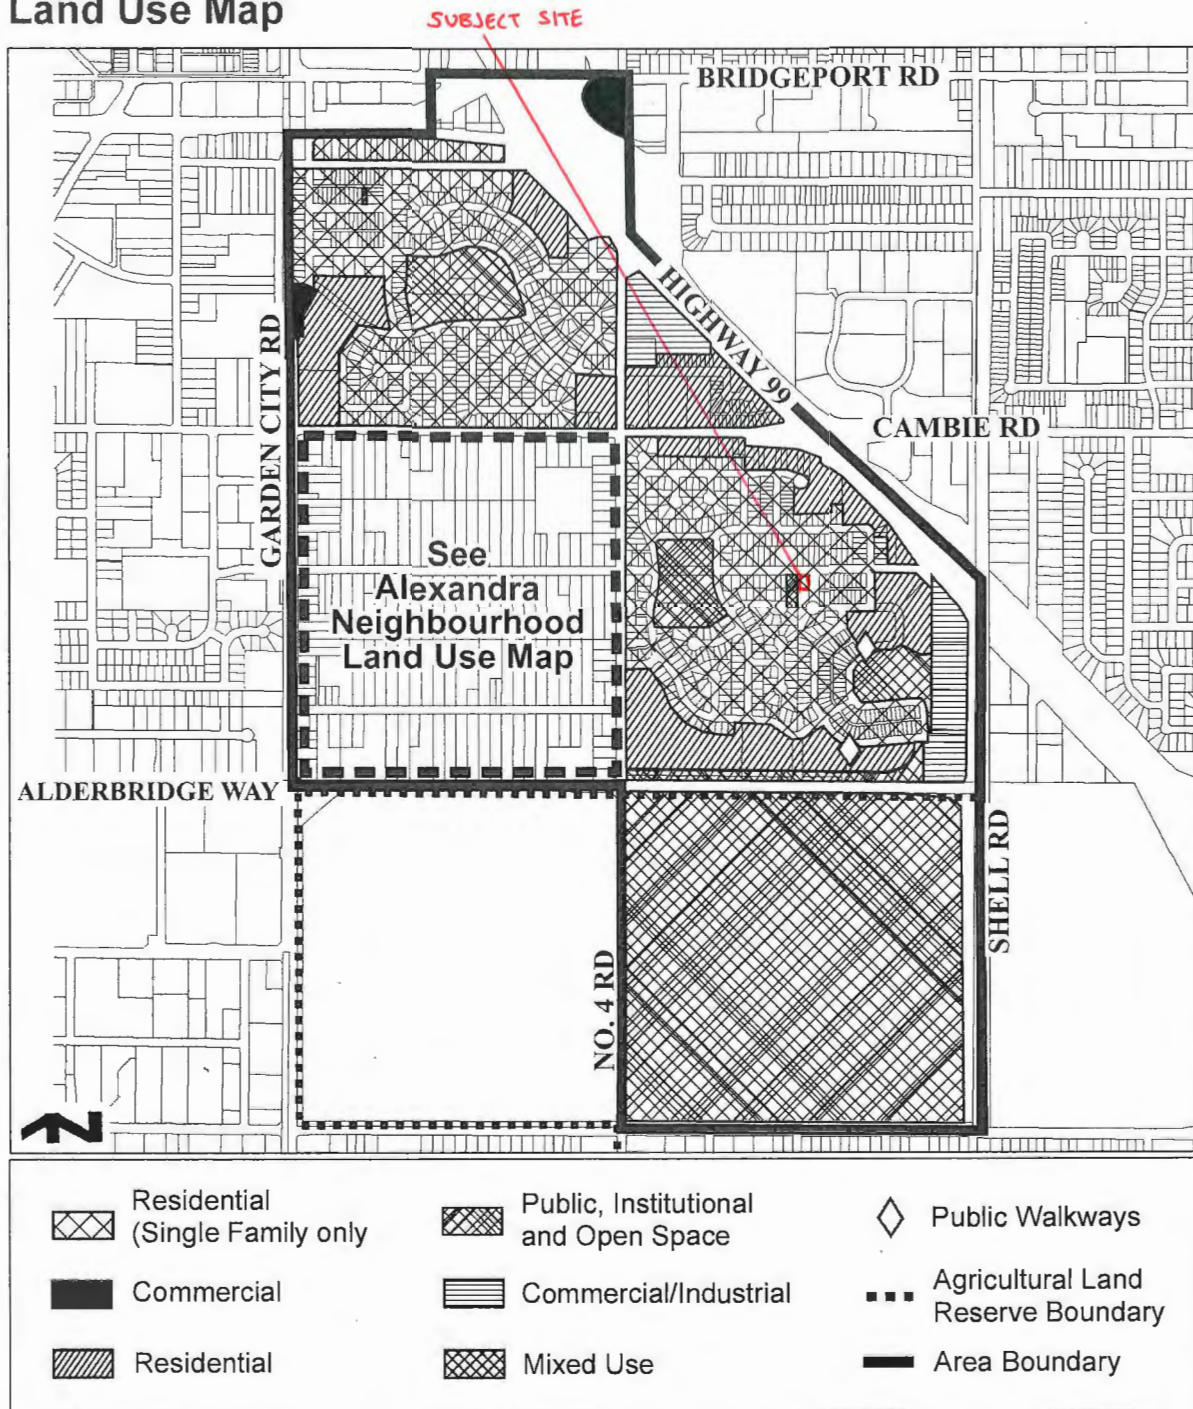 Land Use Map
SUBJECT SITE
BRIDGEPORT RD
HIGHWAY 99
GARDEN CITY RD
CAMBIE RD
See
Alexandra
Neighbourhood
Land Use Map
ALDERBRIDGE WAY
SHELL RD
NO. 4 RD
N
Residential
(Single Family only
Public, Institutional
and Open Space
Public Walkways
Commercial
Commercial/Industrial
Agricultural Land
Reserve Boundary
Residential
Mixed Use
Area Boundary